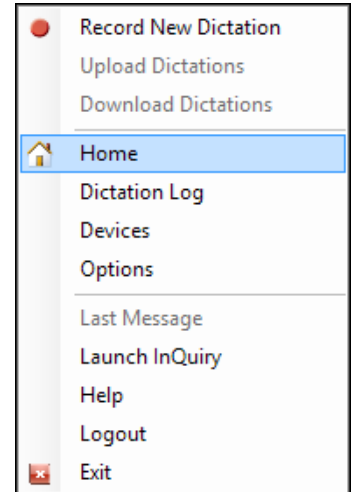 Record New Dictation
Upload Dictations
Download Dictations
Home
Dictation Log
Devices
Options
Last Message
Launch InQuiry
Help
Logout
Exit